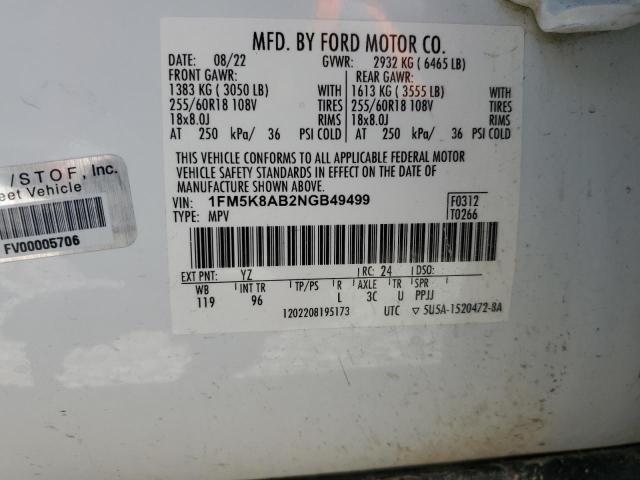 MFD. BY FORD MOTOR CO.
DATE: 08/22 GVWR: 2932 KG ( 6465 LB)
FRONT GAWR: REAR GAWR:
1383 KG ( 3050 LB) WITH 1613 KG ( 3555 LB) WITH
255/60R18 108V TIRES 255/60R18 108V TIRES
18x8.0J RIMS 18x8.0J RIMS
AT 250 kPa/ 36 PSI COLD AT 250 kPa/ 36 PSI COLD
THIS VEHICLE CONFORMS TO ALL APPLICABLE FEDERAL MOTOR
VEHICLE SAFETY STANDARDS IN EFFECT ON THE DATE OF
MANUFACTURE SHOWN ABOVE.
VIN: 1FM5K8AB2NGB49499 F0312
TYPE: MPV T0266
EXT PNT: YZ RC: 24 DSO:
WB INT TR TP/PS R AXLE TR SPR
119 96 L 3C U PPJJ
1202208195173 UTC ▽ 5U5A-1520472-8A
/STOF, Inc.
eet Vehicle
FV00005706